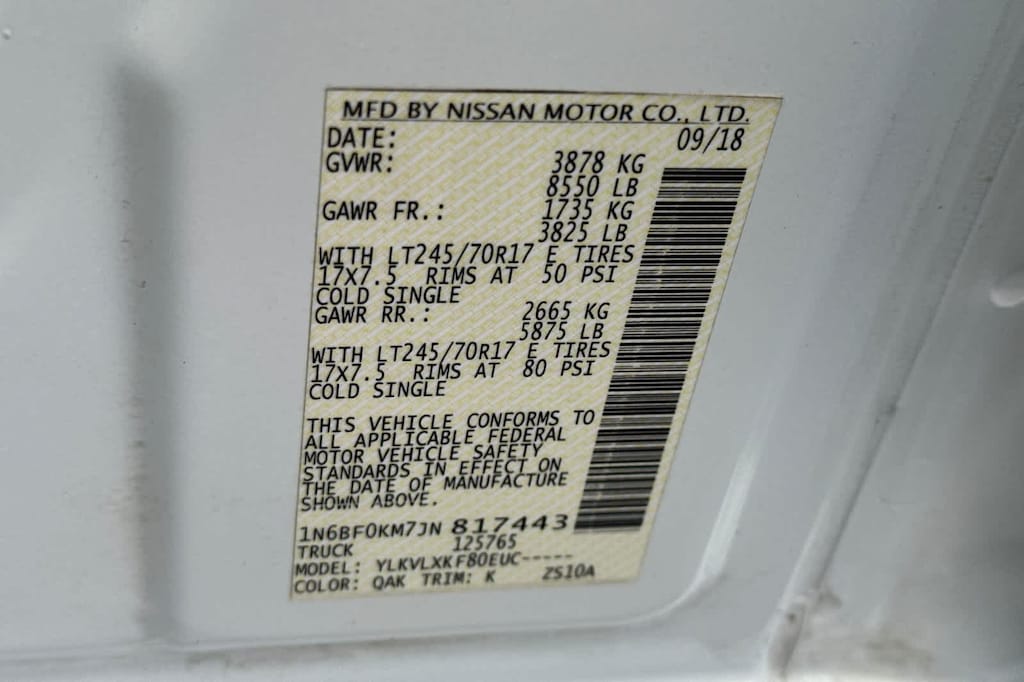 MFD BY NISSAN MOTOR CO., LTD.
DATE: 09/18
GVWR: 3878 KG
8550 LB
GAWR FR.: 1735 KG
3825 LB
WITH LT245/70R17 E TIRES
17X7.5 RIMS AT 50 PSI
COLD SINGLE
GAWR RR.: 2665 KG
5875 LB
WITH LT245/70R17 E TIRES
17X7.5 RIMS AT 80 PSI
COLD SINGLE
THIS VEHICLE CONFORMS TO
ALL APPLICABLE FEDERAL
MOTOR VEHICLE SAFETY
STANDARDS IN EFFECT ON
THE DATE OF MANUFACTURE
SHOWN ABOVE.
1N6BF0KM7JN 817443
TRUCK 125765
MODEL: YLKVLXKF80EUC-----
COLOR: QAK TRIM: K ZS10A